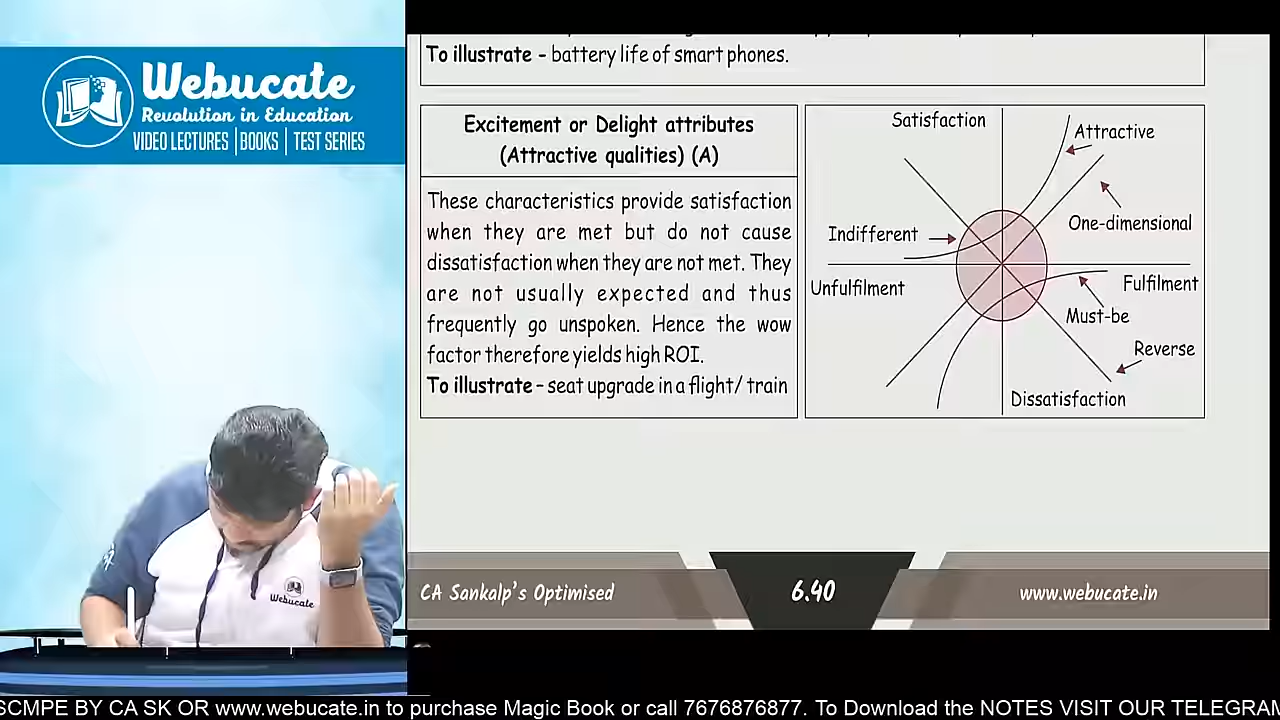 Webucate
Revolution in Education
VIDEO LECTURES | BOOKS | TEST SERIES
To illustrate – battery life of smart phones.
Excitement or Delight attributes
(Attractive qualities) (A)
These characteristics provide satisfaction
when they are met but do not cause
dissatisfaction when they are not met. They
are not usually expected and thus
frequently go unspoken. Hence the wow
factor therefore yields high ROI.
To illustrate – seat upgrade in a flight/ train
Satisfaction
Attractive
Indifferent
One-dimensional
Unfulfilment
Fulfilment
Must-be
Reverse
Dissatisfaction
Webucate
CA Sankalp's Optimised
6.40
www.webucate.in
SCMPE BY CA SK OR www.webucate.in to purchase Magic Book or call 7676876877. To Download the NOTES VISIT OUR TELEGRAM